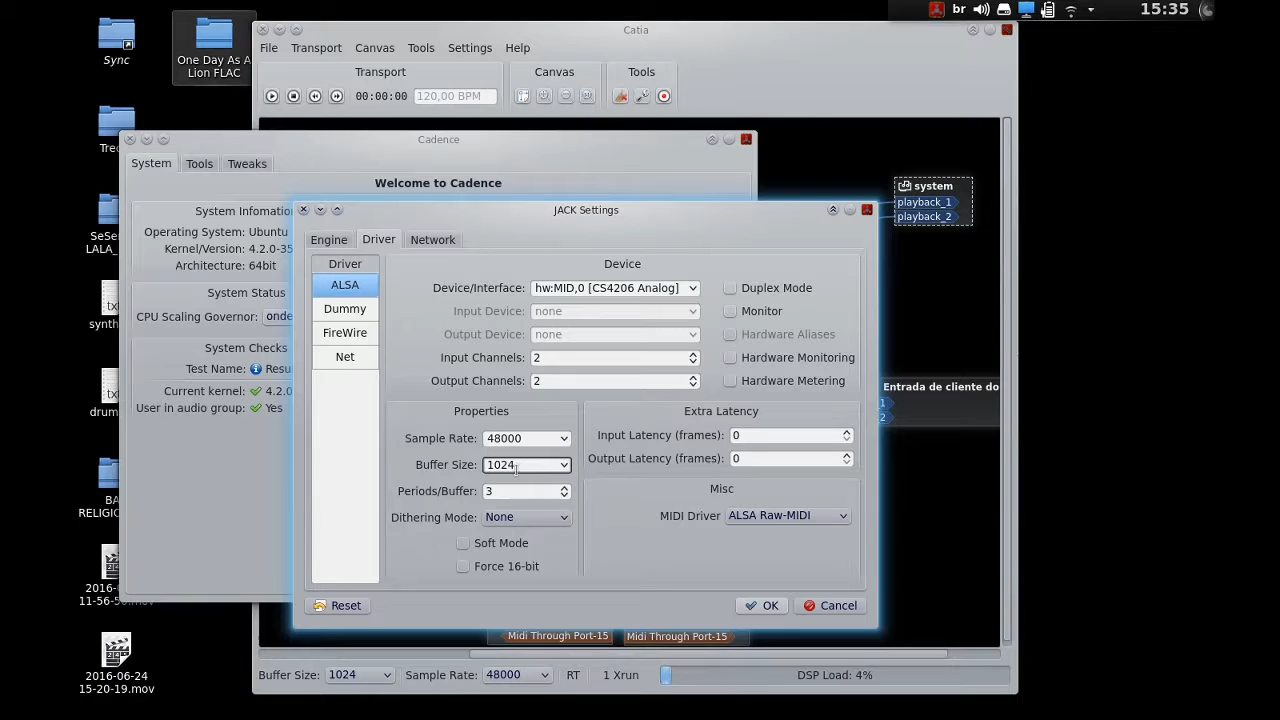 br
15:35
Sync
One Day As A
Lion FLAC
Catia
File Transport Canvas Tools Settings Help
Transport
Canvas
Tools
00:00:00
120,00 BPM
Cadence
System Tools Tweaks
Welcome to Cadence
Operating System: Ubuntu
Kernel/Version: 4.2.0-35
Architecture: 64bit
System Status
CPU Scaling Governor: onde
System Checks
Test Name: Resu
Current kernel: 4.2.0
User in audio group: Yes
system
playback_1
playback_2
Entrada de cliente do
1
2
JACK Settings
Engine Driver Network
Driver
ALSA
Dummy
FireWire
Net
Device
Device/Interface: hw:MID,0 [CS4206 Analog]
Input Device: none
Output Device: none
Input Channels: 2
Output Channels: 2
Duplex Mode
Monitor
Hardware Aliases
Hardware Monitoring
Hardware Metering
Properties
Sample Rate: 48000
Buffer Size: 1024
Periods/Buffer: 3
Dithering Mode: None
Soft Mode
Force 16-bit
Extra Latency
Input Latency (frames): 0
Output Latency (frames): 0
Misc
MIDI Driver ALSA Raw-MIDI
Reset
OK
Cancel
Midi Through Port-15
Midi Through Port-15
Buffer Size: 1024 Sample Rate: 48000 RT 1 Xrun DSP Load: 4%
2016-06-24
15-20-19.mov